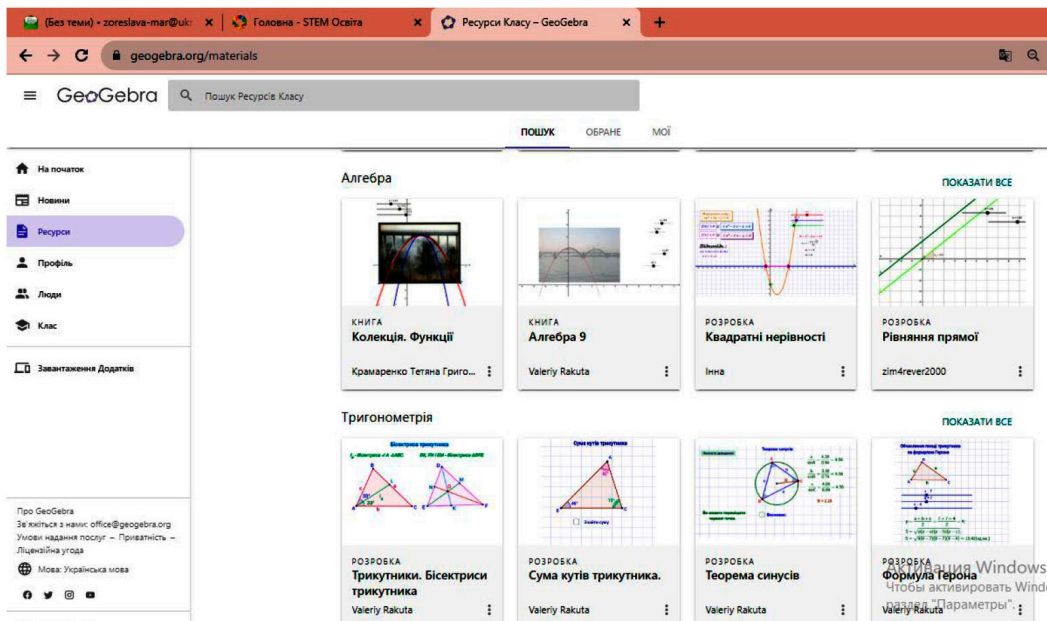 (Без теми) • zoreslava-mar@ukr
Головна - STEM Освіта
Ресурси Класу – GeoGebra
geogebra.org/materials
GeoGebra
Пошук Ресурсів Класу
ПОШУК
ОБРАНЕ
МОЇ
На початок
Новини
Ресурси
Профіль
Люди
Клас
Завантаження Додатків
Про GeoGebra
Зв'яжіться з нами: office@geogebra.org
Умови надання послуг – Приватність –
Ліцензійна угода
Мова: Українська мова
Алгебра
ПОКАЗАТИ ВСЕ
КНИГА
Колекція. Функції
Крамаренко Тетяна Григо...
КНИГА
Алгебра 9
Valeriy Rakuta
РОЗРОБКА
Квадратні нерівності
Інна
РОЗРОБКА
Рівняння прямої
zim4rever2000
Тригонометрія
ПОКАЗАТИ ВСЕ
Бісектриса трикутника
Сума кутів трикутника
Знайти суму
Теорема синусів
РОЗРОБКА
Трикутники. Бісектриси
трикутника
Valeriy Rakuta
РОЗРОБКА
Сума кутів трикутника.
Valeriy Rakuta
РОЗРОБКА
Теорема синусів
Valeriy Rakuta
РОЗРОБКА
Формула Герона
Valeriy Rakuta
Активация Windows
Чтобы активировать Windo
раздел "Параметры".